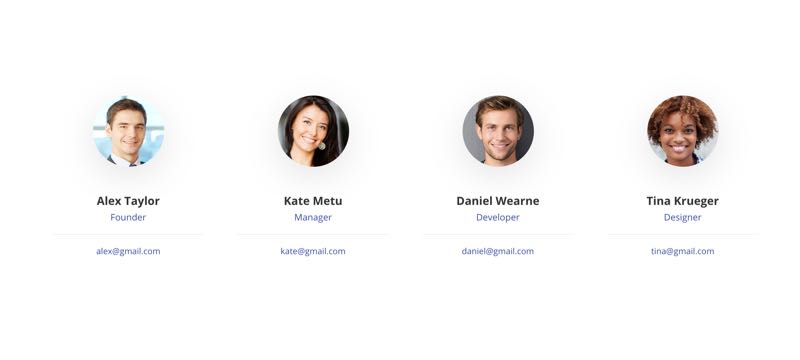 Alex Taylor
Founder
alex@gmail.com
Kate Metu
Manager
kate@gmail.com
Daniel Wearne
Developer
daniel@gmail.com
Tina Krueger
Designer
tina@gmail.com